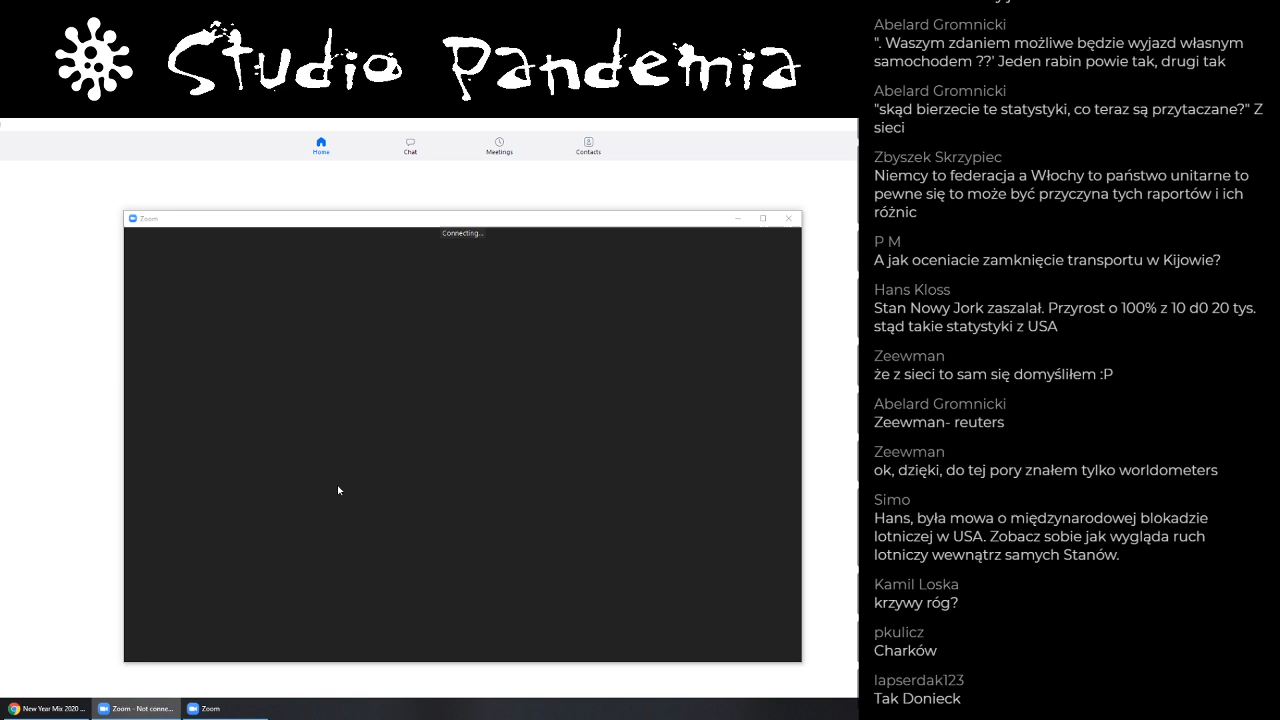 Studio Pandemia
Home
Chat
Meetings
Contacts
Zoom
Connecting...
New Year Mix 2020 ...
Zoom - Not conne...
Zoom
Abelard Gromnicki
". Waszym zdaniem możliwe będzie wyjazd własnym
samochodem ??' Jeden rabin powie tak, drugi tak
Abelard Gromnicki
"skąd bierzecie te statystyki, co teraz są przytaczane?" Z
sieci
Zbyszek Skrzypiec
Niemcy to federacja a Włochy to państwo unitarne to
pewne się to może być przyczyna tych raportów i ich
różnic
P M
A jak oceniacie zamknięcie transportu w Kijowie?
Hans Kloss
Stan Nowy Jork zaszalał. Przyrost o 100% z 10 d0 20 tys.
stąd takie statystyki z USA
Zeewman
że z sieci to sam się domyśliłem :P
Abelard Gromnicki
Zeewman- reuters
Zeewman
ok, dzięki, do tej pory znałem tylko worldometers
Simo
Hans, była mowa o międzynarodowej blokadzie
lotniczej w USA. Zobacz sobie jak wygląda ruch
lotniczy wewnątrz samych Stanów.
Kamil Loska
krzywy róg?
pkulicz
Charków
lapserdak123
Tak Donieck